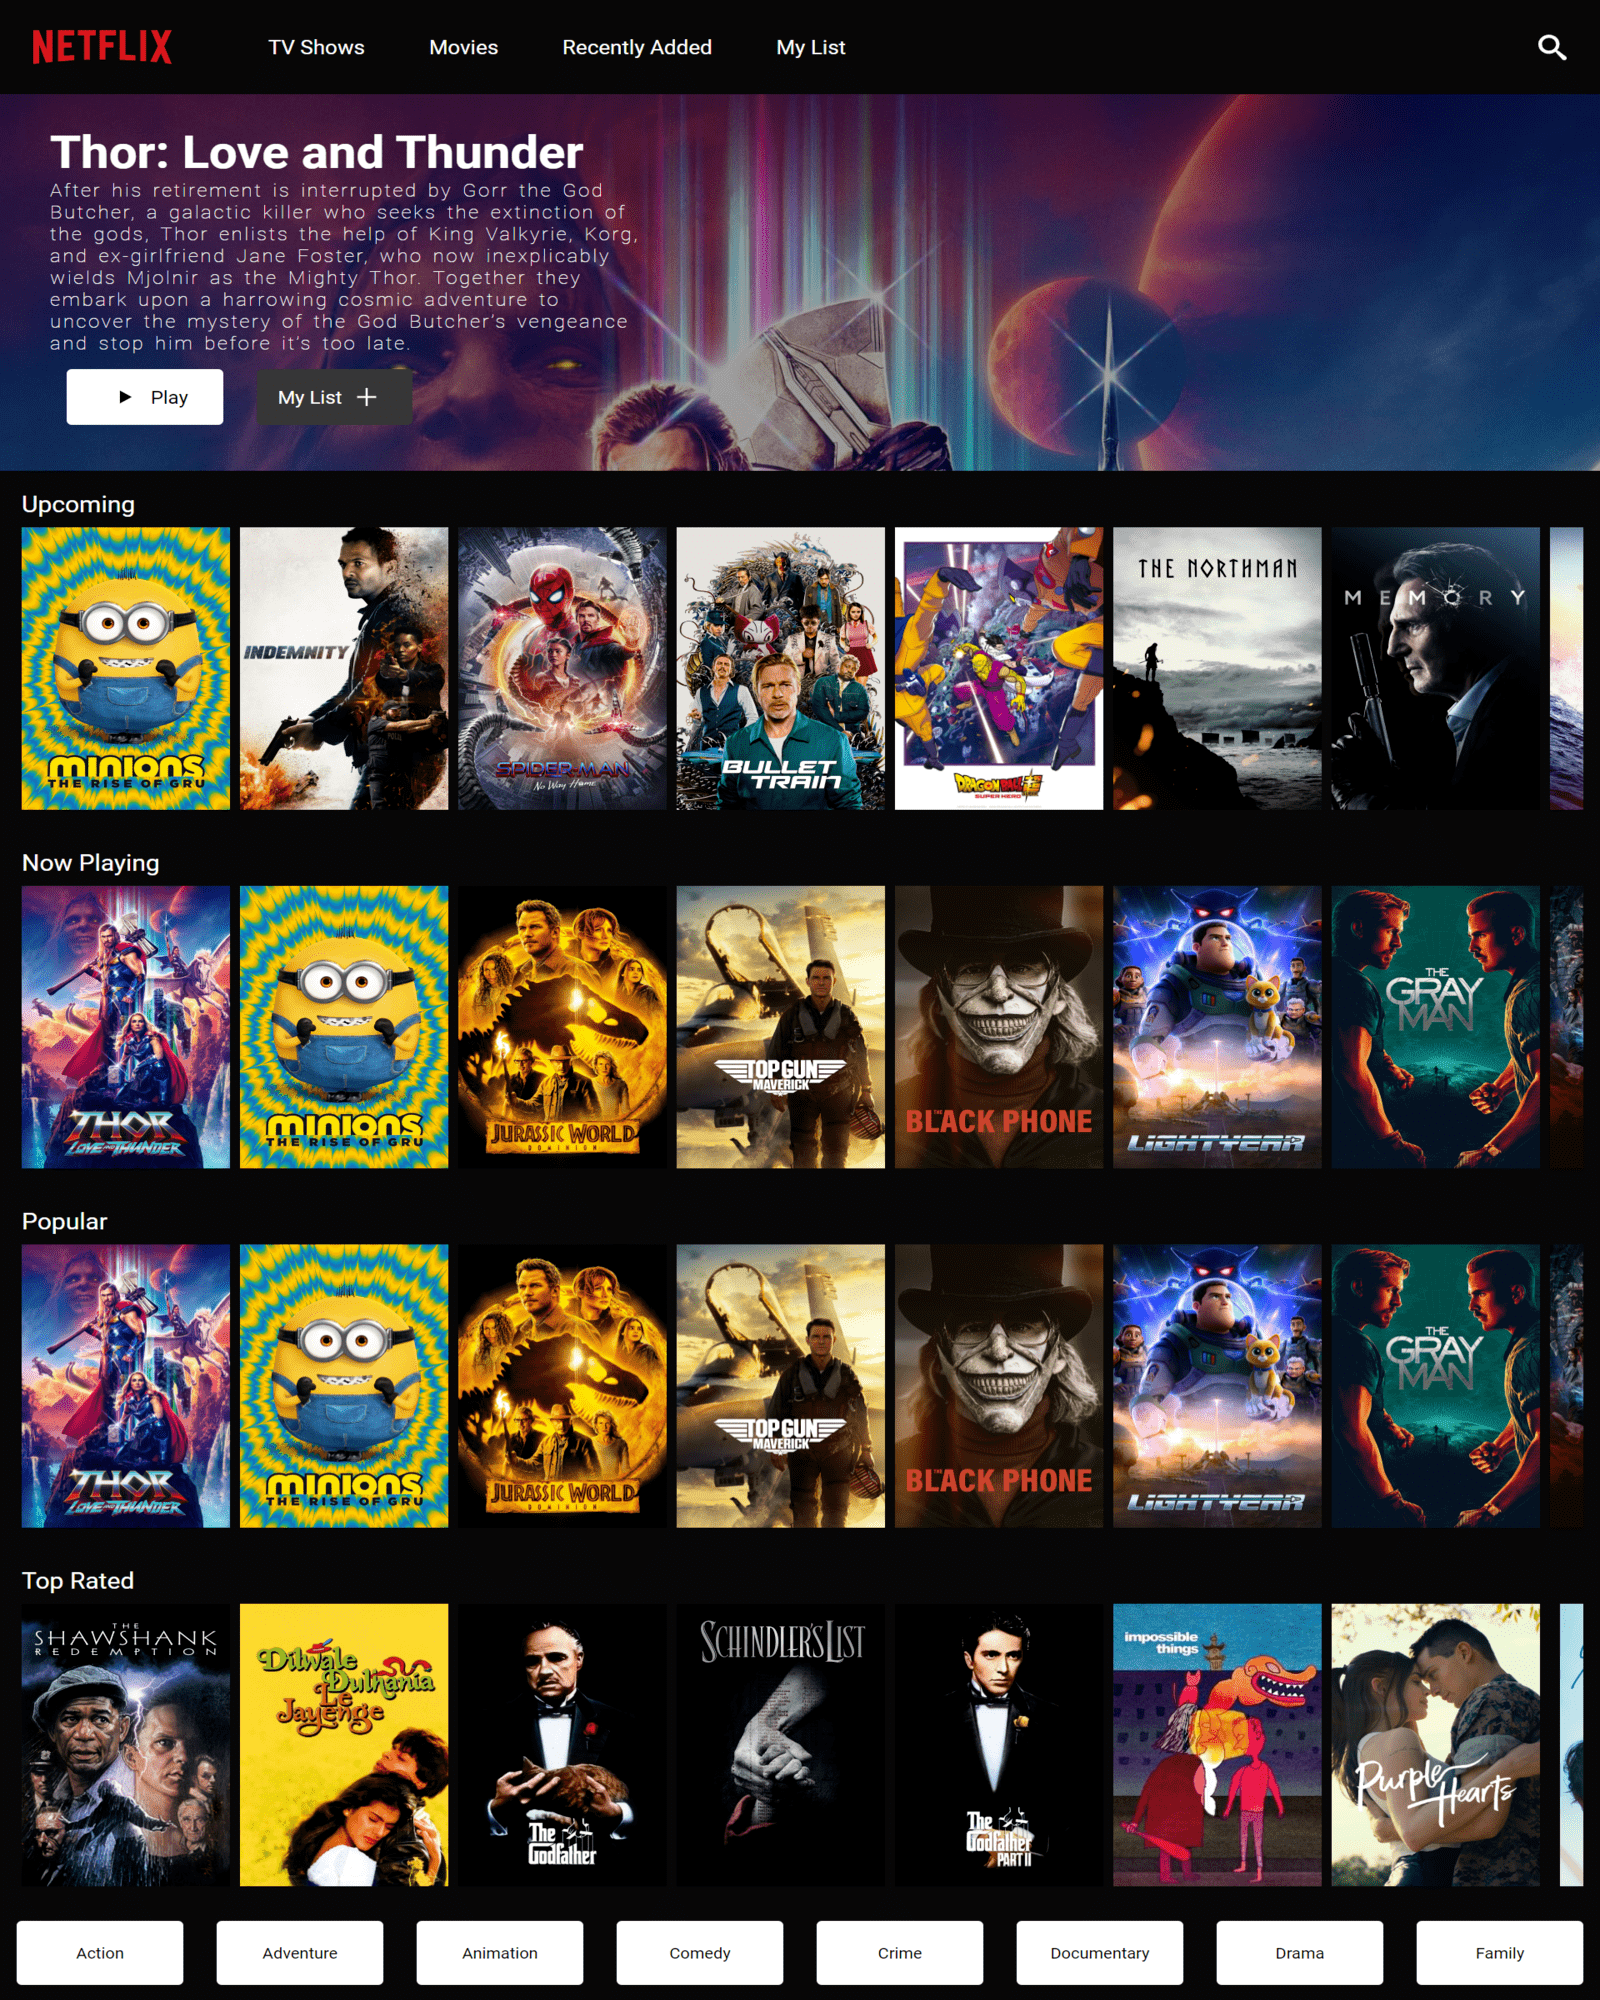 NETFLIX
TV Shows
Movies
Recently Added
My List
Thor: Love and Thunder
After his retirement is interrupted by Gorr the God
Butcher, a galactic killer who seeks the extinction of
the gods, Thor enlists the help of King Valkyrie, Korg,
and ex-girlfriend Jane Foster, who now inexplicably
wields Mjolnir as the Mighty Thor. Together they
embark upon a harrowing cosmic adventure to
uncover the mystery of the God Butcher's vengeance
and stop him before it's too late.
Play
My List
Upcoming
MINIONS
THE RISE OF GRU
INDEMNITY
SPIDER-MAN
No Way Home
BULLET
TRAIN
DRAGONBALL
SUPER HERO
THE NORTHMAN
MEMORY
Now Playing
THOR
LOVE AND THUNDER
MINIONS
THE RISE OF GRU
JURASSIC WORLD
DOMINION
TOP GUN
MAVERICK
THE
BLACK PHONE
LIGHTYEAR
THE
GRAY
MAN
Popular
THOR
LOVE AND THUNDER
MINIONS
THE RISE OF GRU
JURASSIC WORLD
DOMINION
TOP GUN
MAVERICK
THE
BLACK PHONE
LIGHTYEAR
THE
GRAY
MAN
Top Rated
THE
SHAWSHANK
REDEMPTION
Dilwale
Dulhania
Le
Jayenge
The
Godfather
SCHINDLER'S LIST
The
Godfather
PART II
impossible
things
Purple
Hearts
Action
Adventure
Animation
Comedy
Crime
Documentary
Drama
Family